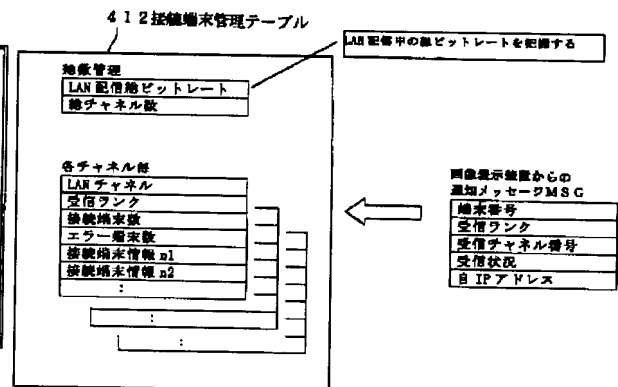 412接続端末管理テーブル
LAN配信中の総ビットレートを把握する
総数管理
LAN配信総ビットレート
総チャネル数
各チャネル毎
LANチャネル
受信ランク
接続端末数
エラー端末数
接続端末情報n1
接続端末情報n2
:
:
:
画像表示装置からの
通知メッセージMSG
端末番号
受信ランク
受信チャネル番号
受信状況
自IPアドレス